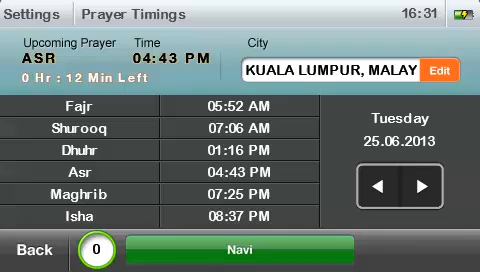 Settings Prayer Timings 16:31
Upcoming Prayer Time City
ASR 04:43 PM
0 Hr : 12 Min Left
KUALA LUMPUR, MALAY Edit
Fajr 05:52 AM
Shurooq 07:06 AM
Dhuhr 01:16 PM
Asr 04:43 PM
Maghrib 07:25 PM
Isha 08:37 PM
Tuesday
25.06.2013
Back 0 Navi